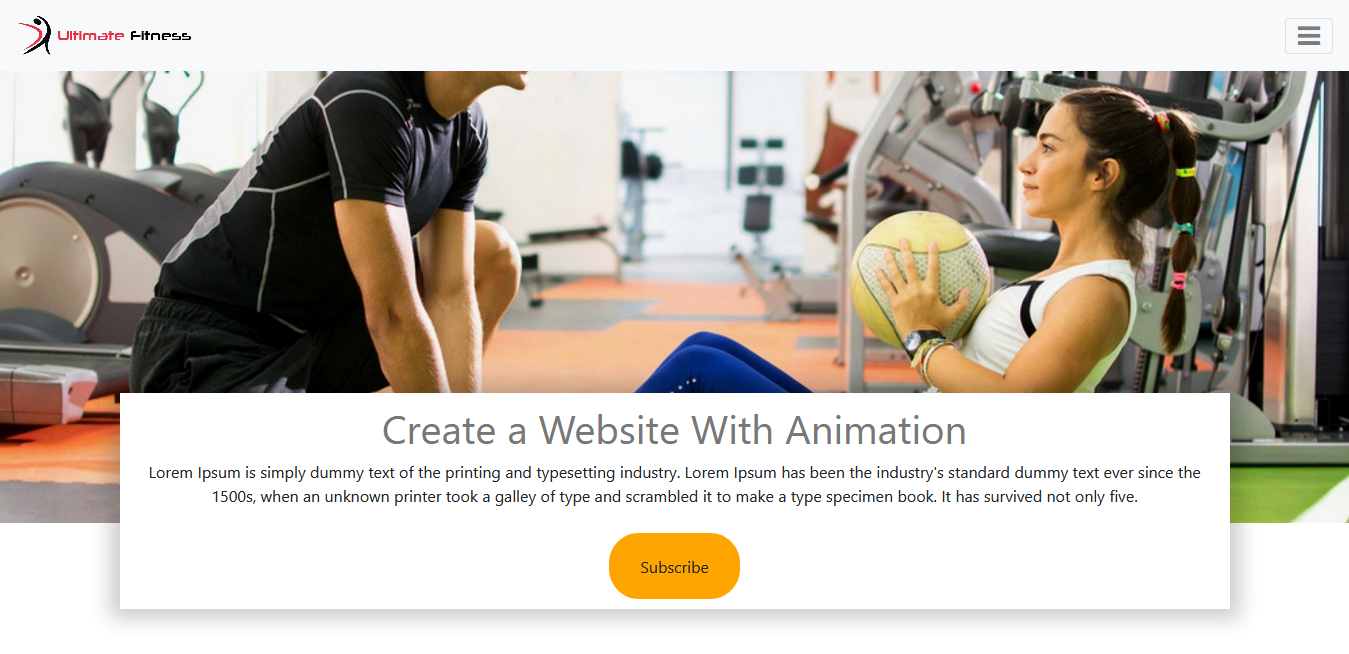 Ultimate Fitness
Create a Website With Animation
Lorem Ipsum is simply dummy text of the printing and typesetting industry. Lorem Ipsum has been the industry's standard dummy text ever since the
1500s, when an unknown printer took a galley of type and scrambled it to make a type specimen book. It has survived not only five.
Subscribe